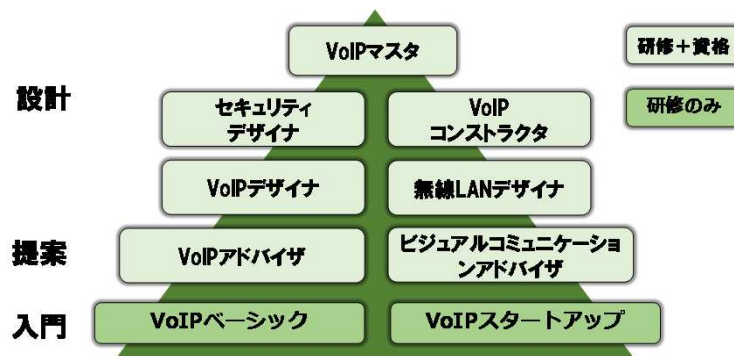 VoIPマスタ
研修＋資格
設計
セキュリティ
デザイナ
VoIP
コンストラクタ
研修のみ
VoIPデザイナ
無線LANデザイナ
提案
VoIPアドバイザ
ビジュアルコミュニケーショ
ンアドバイザ
入門
VoIPベーシック
VoIPスタートアップ